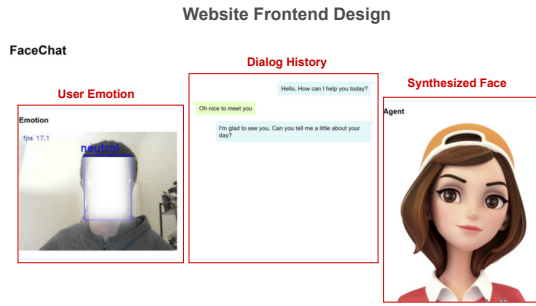 Website Frontend Design
FaceChat
Dialog History
User Emotion
Synthesized Face
Emotion
fps 17.1
neutral
Hello, How can I help you today?
Oh nice to meet you
I'm glad to see you. Can you tell me a little about your
day?
Agent